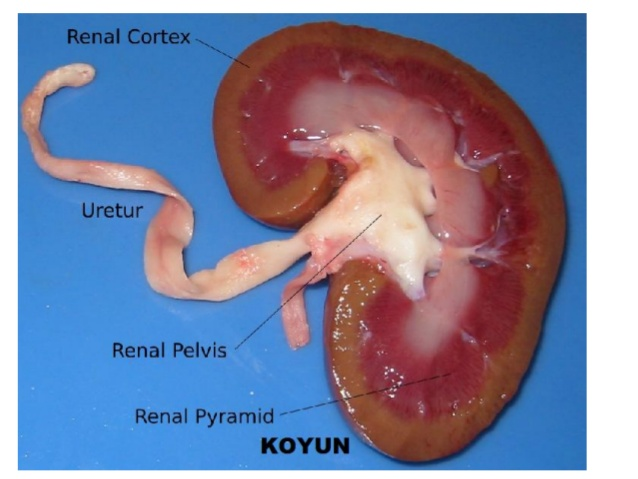 Renal Cortex
Uretur
Renal Pelvis
Renal Pyramid
KOYUN